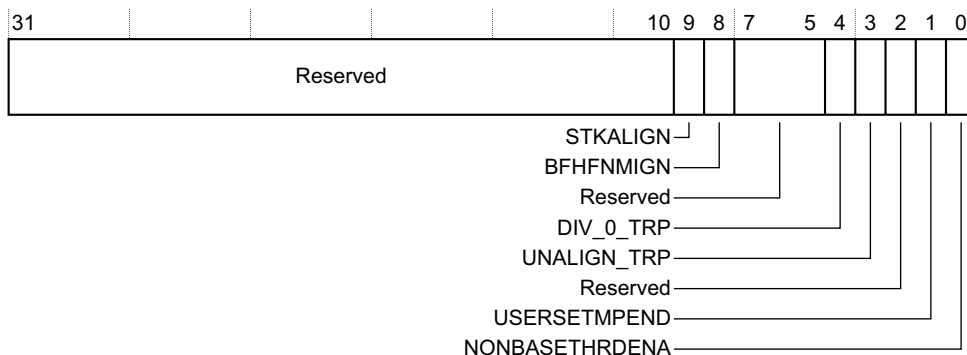 31 10 9 8 7 5 4 3 2 1 0
Reserved
STKALIGN
BFHFNMIGN
Reserved
DIV_0_TRP
UNALIGN_TRP
Reserved
USERSETMPEND
NONBASETHRDENA